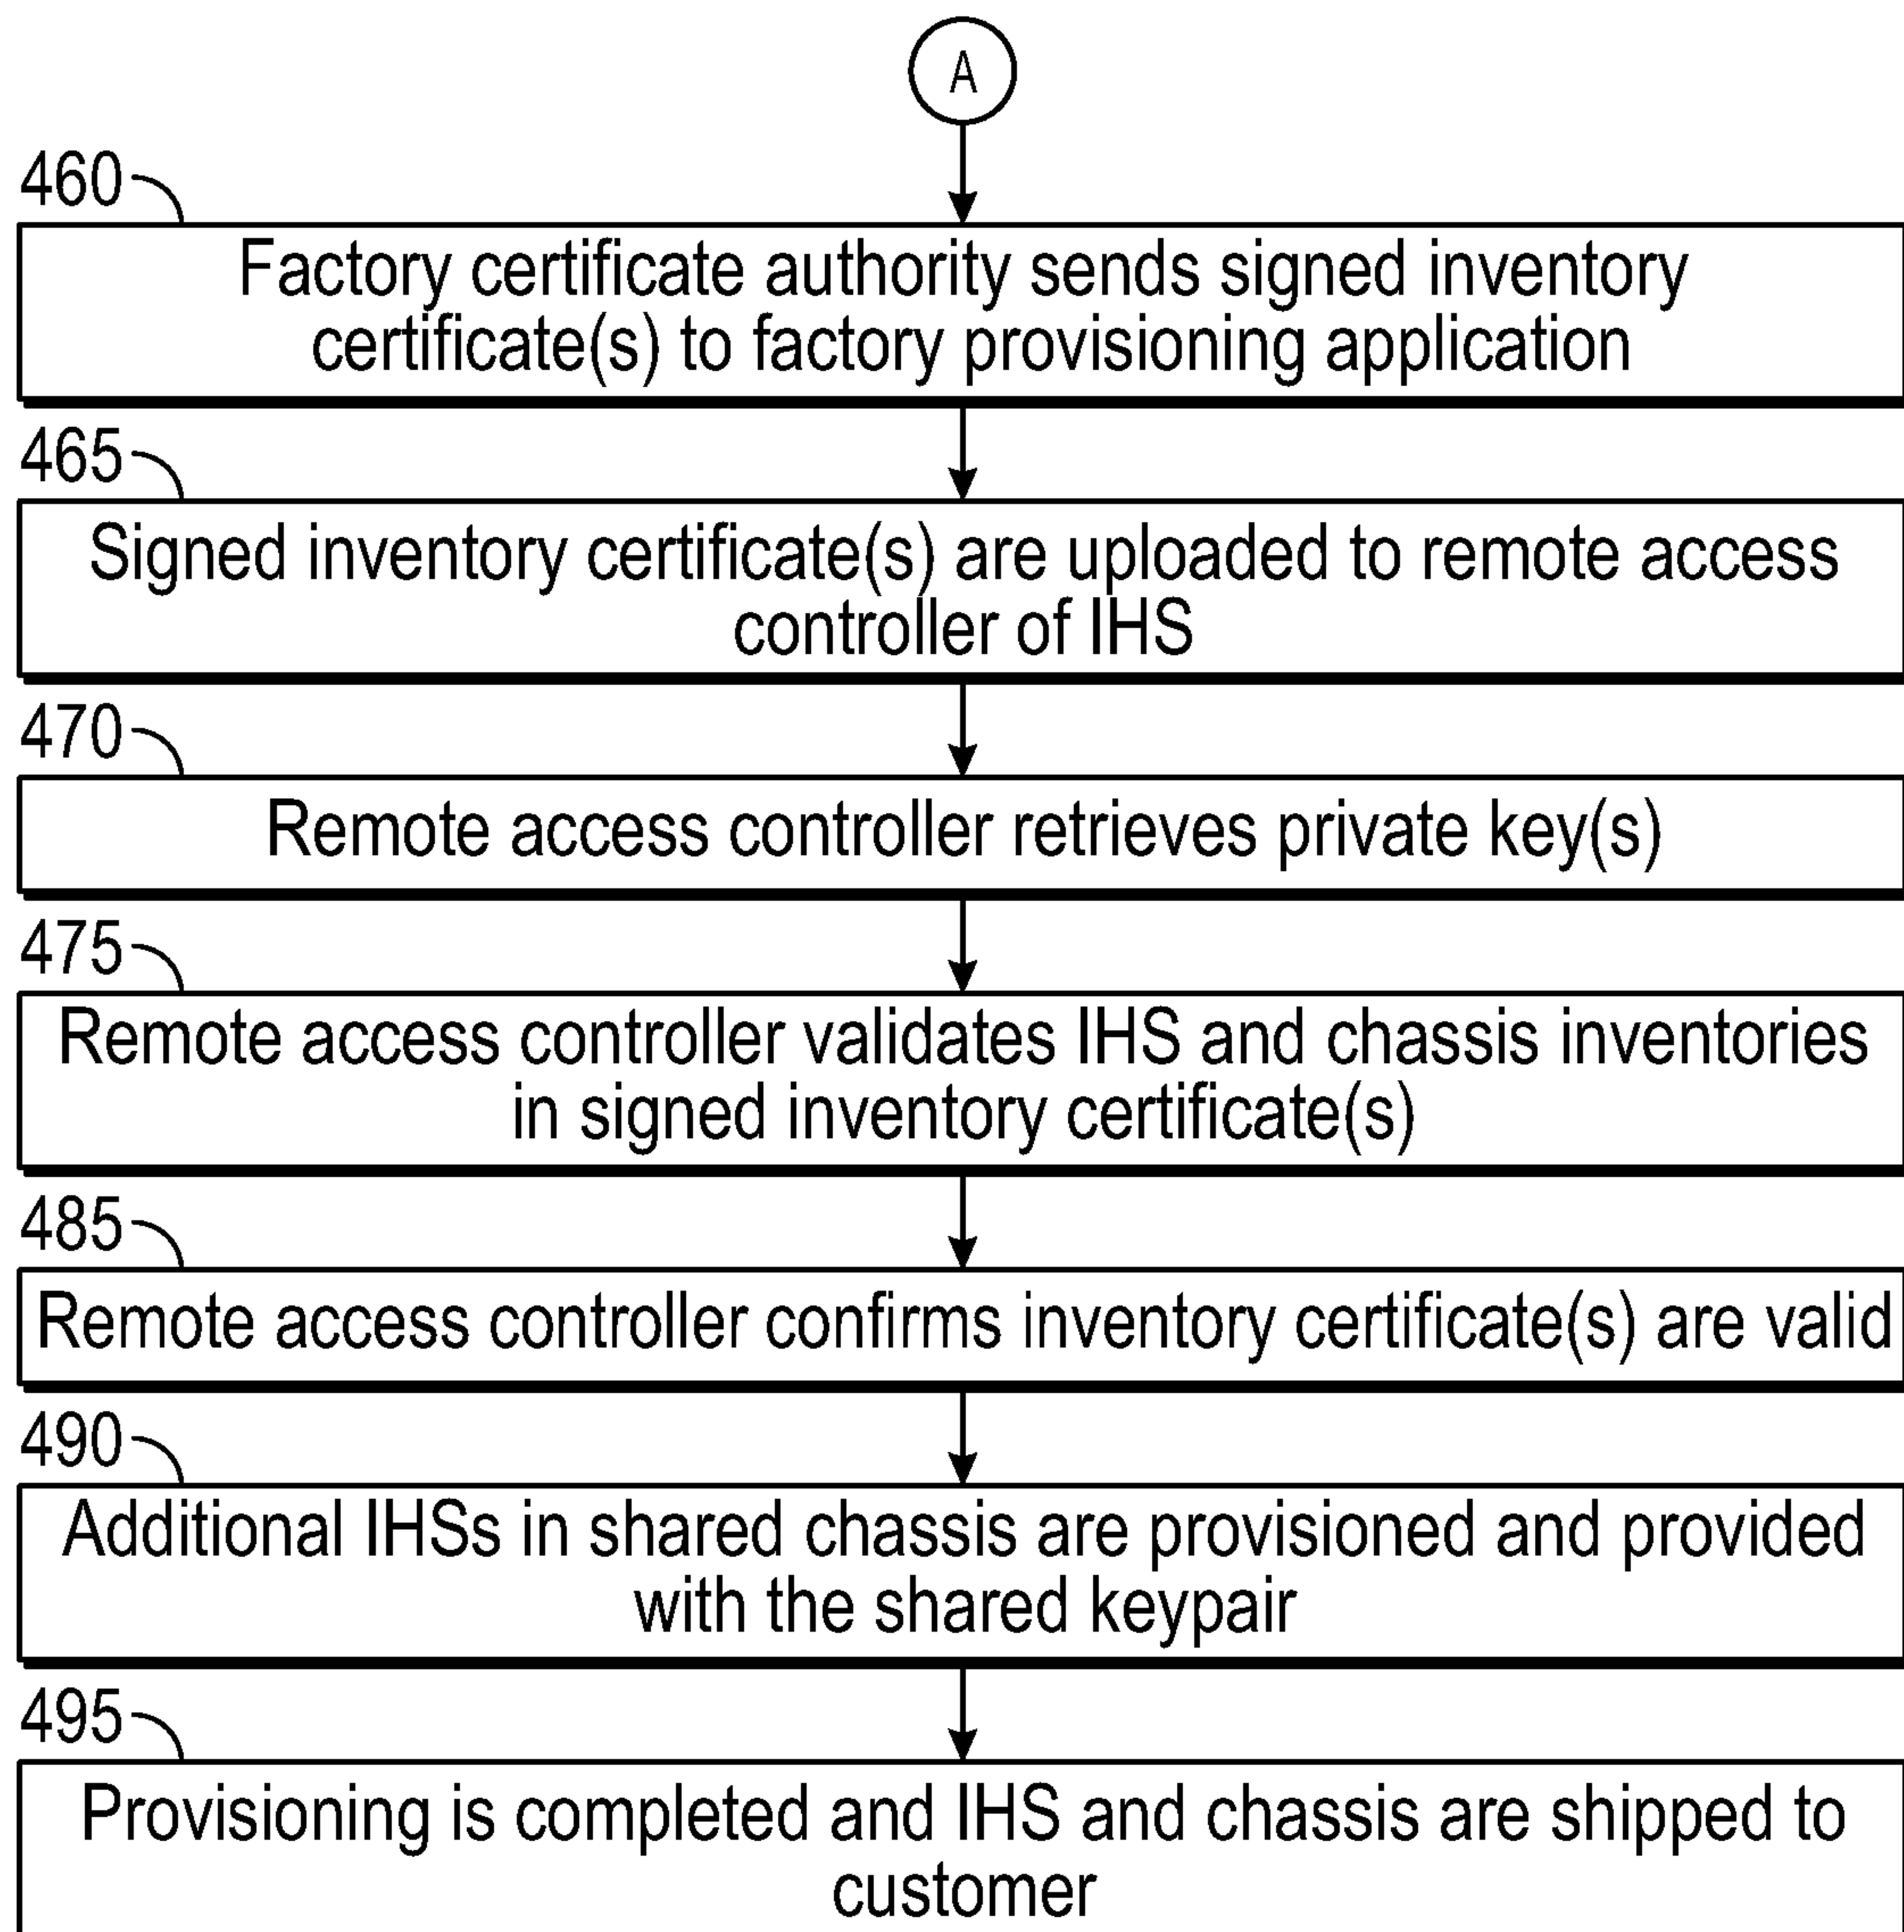 A
460
Factory certificate authority sends signed inventory
certificate(s) to factory provisioning application
465
Signed inventory certificate(s) are uploaded to remote access
controller of IHS
470
Remote access controller retrieves private key(s)
475
Remote access controller validates IHS and chassis inventories
in signed inventory certificate(s)
485
Remote access controller confirms inventory certificate(s) are valid
490
Additional IHSs in shared chassis are provisioned and provided
with the shared keypair
495
Provisioning is completed and IHS and chassis are shipped to
customer